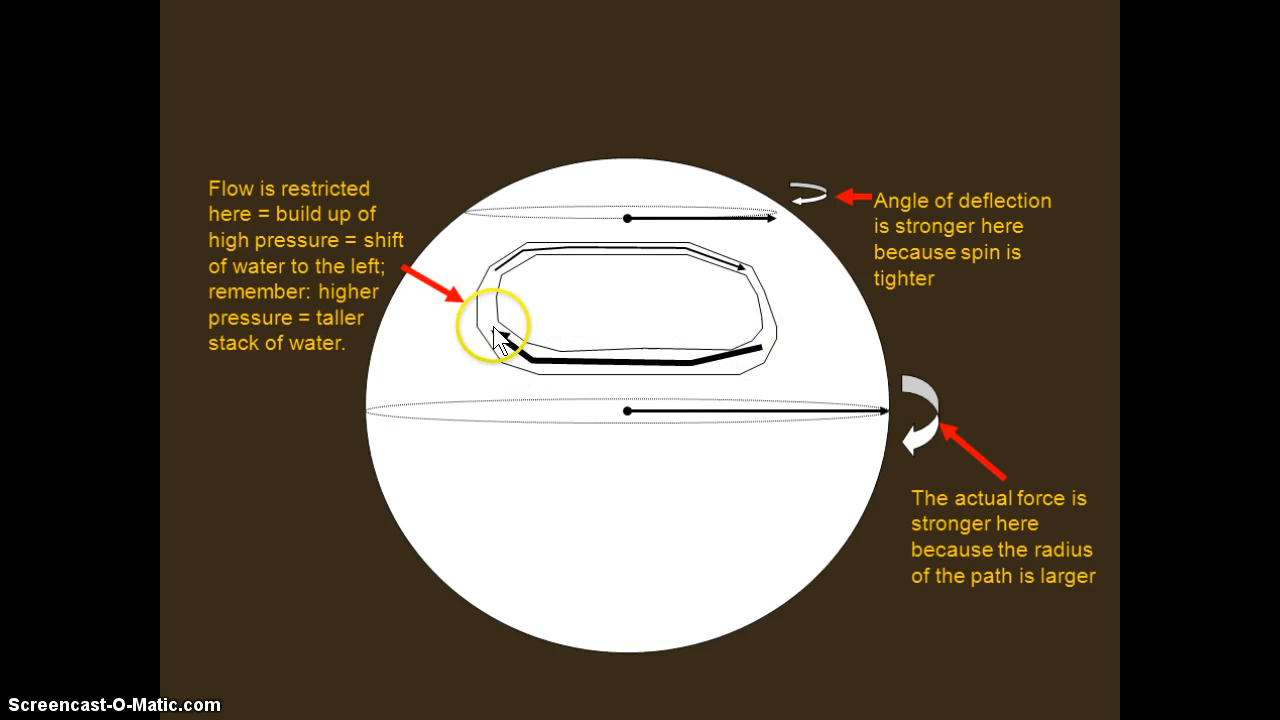 Flow is restricted
here = build up of
high pressure = shift
of water to the left;
remember: higher
pressure = taller
stack of water.
Angle of deflection
is stronger here
because spin is
tighter
The actual force is
stronger here
because the radius
of the path is larger
Screencast-O-Matic.com